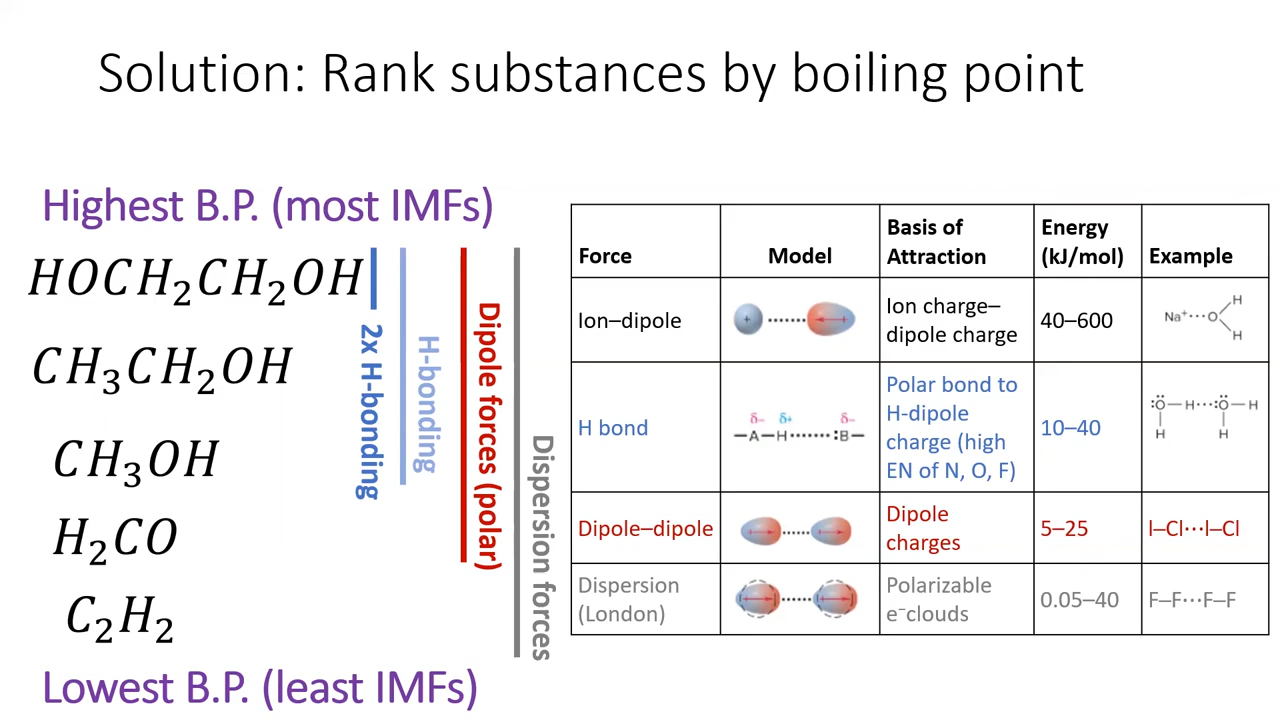 Solution: Rank substances by boiling point
Highest B.P. (most IMFs)
HOCH₂CH₂OH
CH₃CH₂OH
CH₃OH
H₂CO
C₂H₂
Lowest B.P. (least IMFs)
2x H-bonding
H-bonding
Dipole forces (polar)
Dispersion forces
Force Model Basis of Attraction Energy (kJ/mol) Example
Ion–dipole
+
Ion charge–
dipole charge
40–600
Na⁺···O
H
H
H bond
δ– δ+ δ–
–A–H······:B–
Polar bond to
H-dipole
charge (high
EN of N, O, F)
10–40
:Ö–H···:Ö–H
H H
Dipole–dipole
Dipole
charges
5–25
I–Cl···I–Cl
Dispersion
(London)
Polarizable
e⁻clouds
0.05–40
F–F···F–F